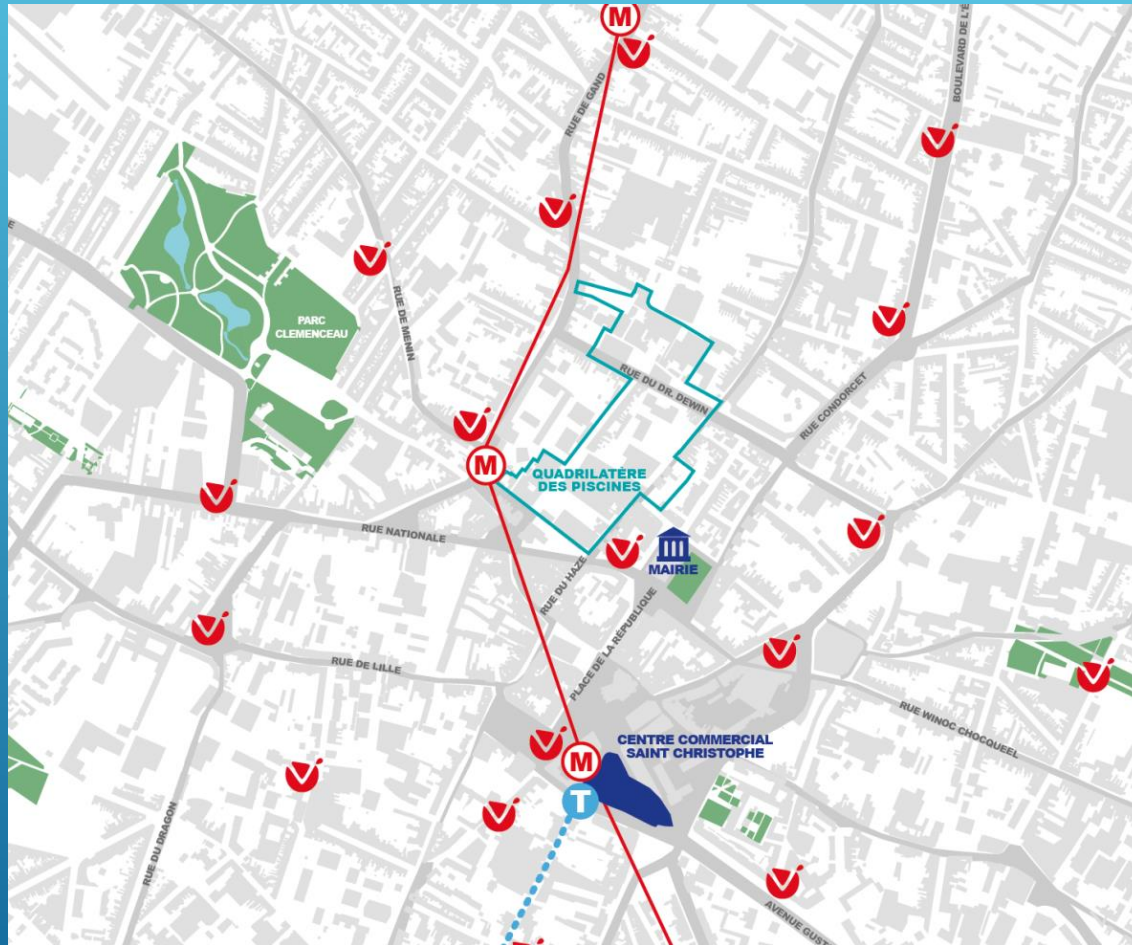 M
RUE DE GAND
BOULEVARD DE L'É
E
PARC
CLEMENCEAU
RUE DE MENIN
RUE DU DR. DEWIN
RUE CONDORCET
M
QUADRILATÈRE
DES PISCINES
RUE NATIONALE
MAIRIE
RUE DU HAZE
PLACE DE LA RÉPUBLIQUE
RUE DE LILLE
RUE WINOC CHOCQUEEL
CENTRE COMMERCIAL
SAINT CHRISTOPHE
M
T
RUE DU DRAGON
AVENUE GUST